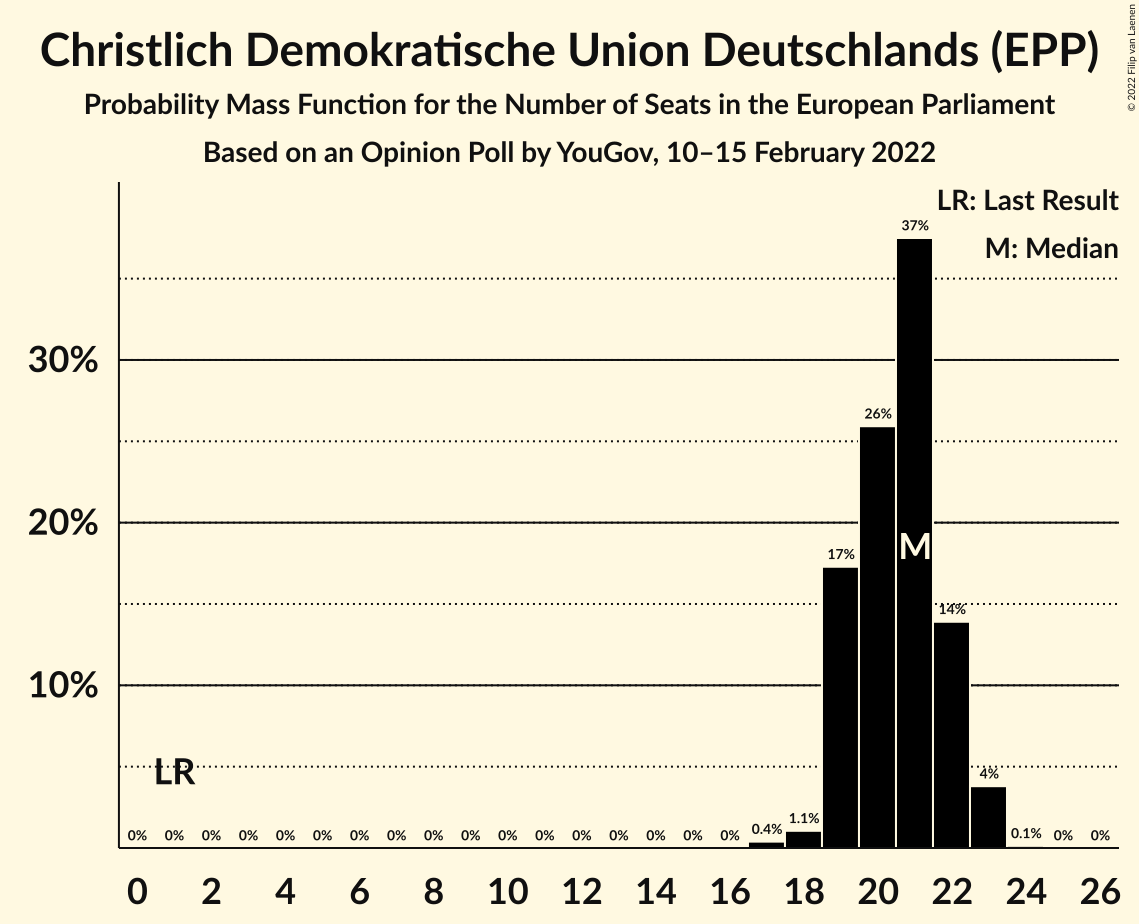 Christlich Demokratische Union Deutschlands (EPP)
Probability Mass Function for the Number of Seats in the European Parliament
Based on an Opinion Poll by YouGov, 10–15 February 2022
© 2022 Filip van Laenen
LR: Last Result
M: Median
37%
30%
26%
20%
17%
M
14%
10%
LR
4%
0% 0% 0% 0% 0% 0% 0% 0% 0% 0% 0% 0% 0% 0% 0% 0% 0% 0.4% 1.1% 0.1% 0% 0%
0 2 4 6 8 10 12 14 16 18 20 22 24 26